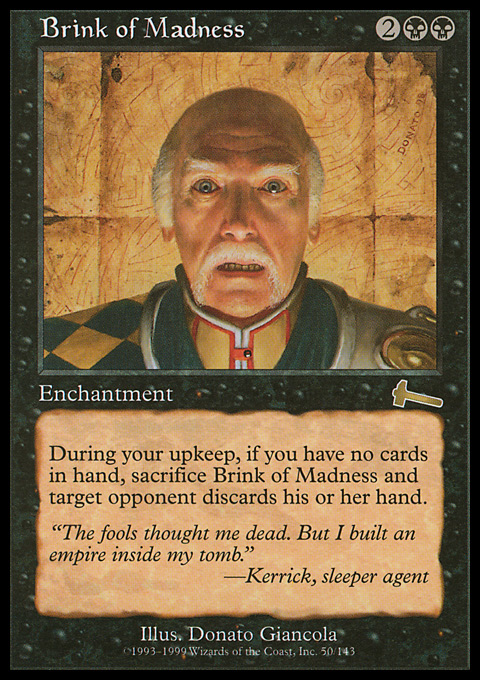 Brink of Madness 2
DONATO
Enchantment
During your upkeep, if you have no cards
in hand, sacrifice Brink of Madness and
target opponent discards his or her hand.
“The fools thought me dead. But I built an
empire inside my tomb.”
—Kerrick, sleeper agent
Illus. Donato Giancola
©1993–1999 Wizards of the Coast, Inc. 50/143